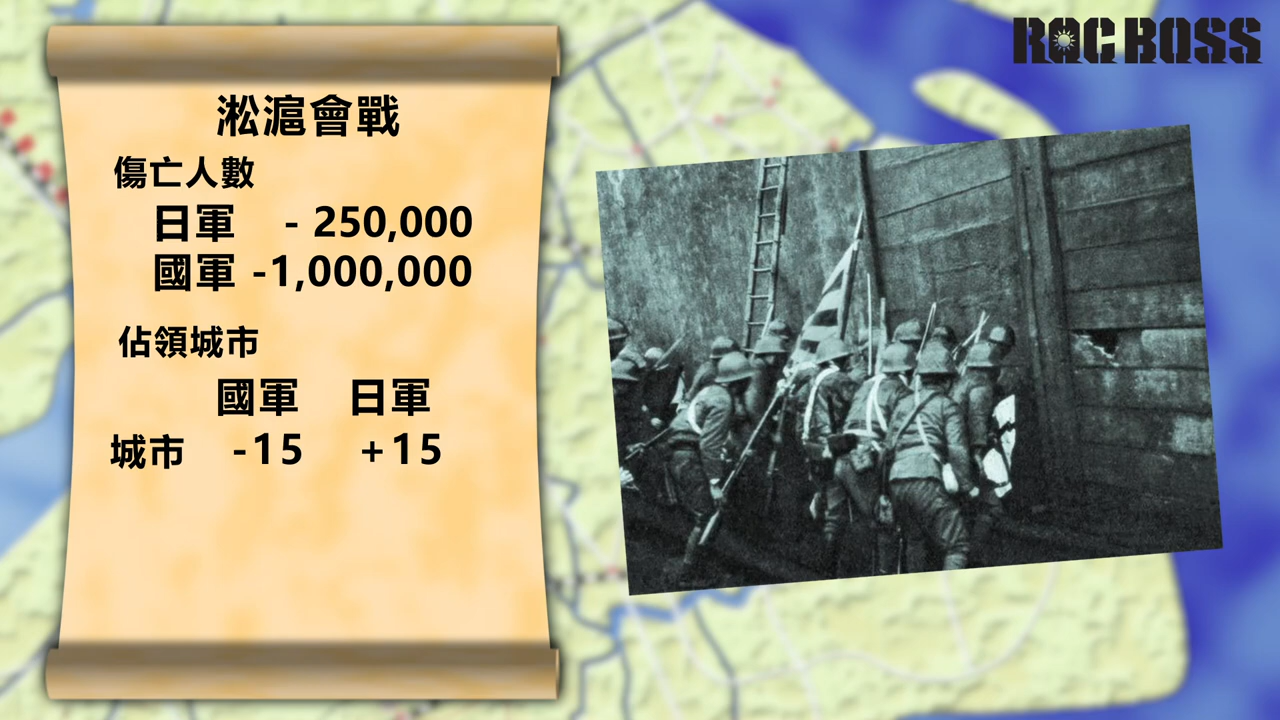 ROC BOSS
淞滬會戰
傷亡人數
日軍 - 250,000
國軍 -1,000,000
佔領城市
國軍 日軍
城市 -15 +15